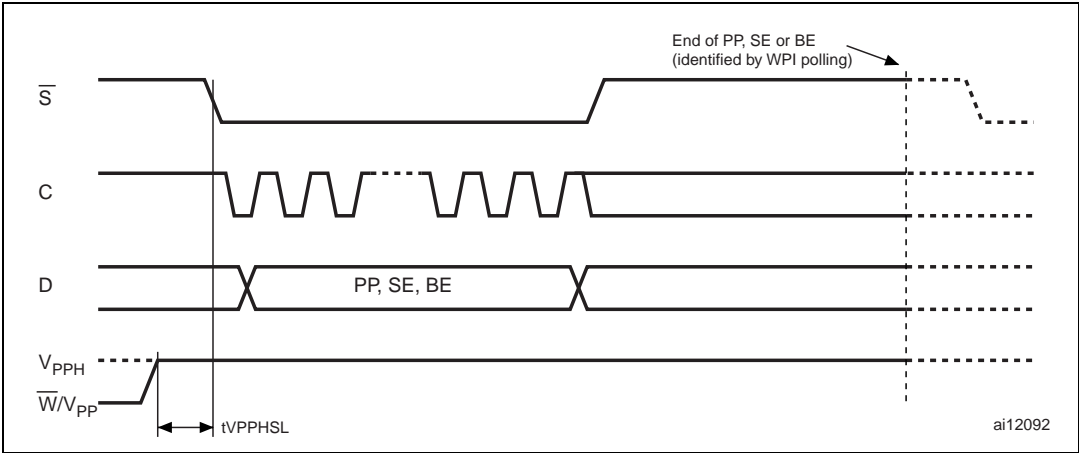 End of PP, SE or BE
(identified by WPI polling)
S̅
C
D
PP, SE, BE
VPPH
W̅/VPP
tVPPHSL
ai12092